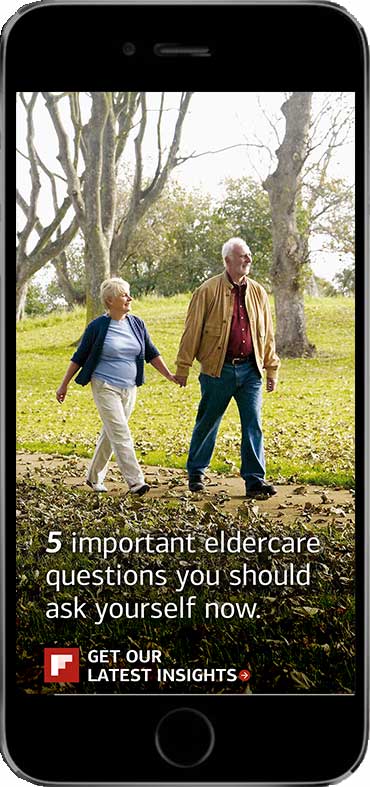 5 important eldercare
questions you should
ask yourself now.
GET OUR
LATEST INSIGHTS